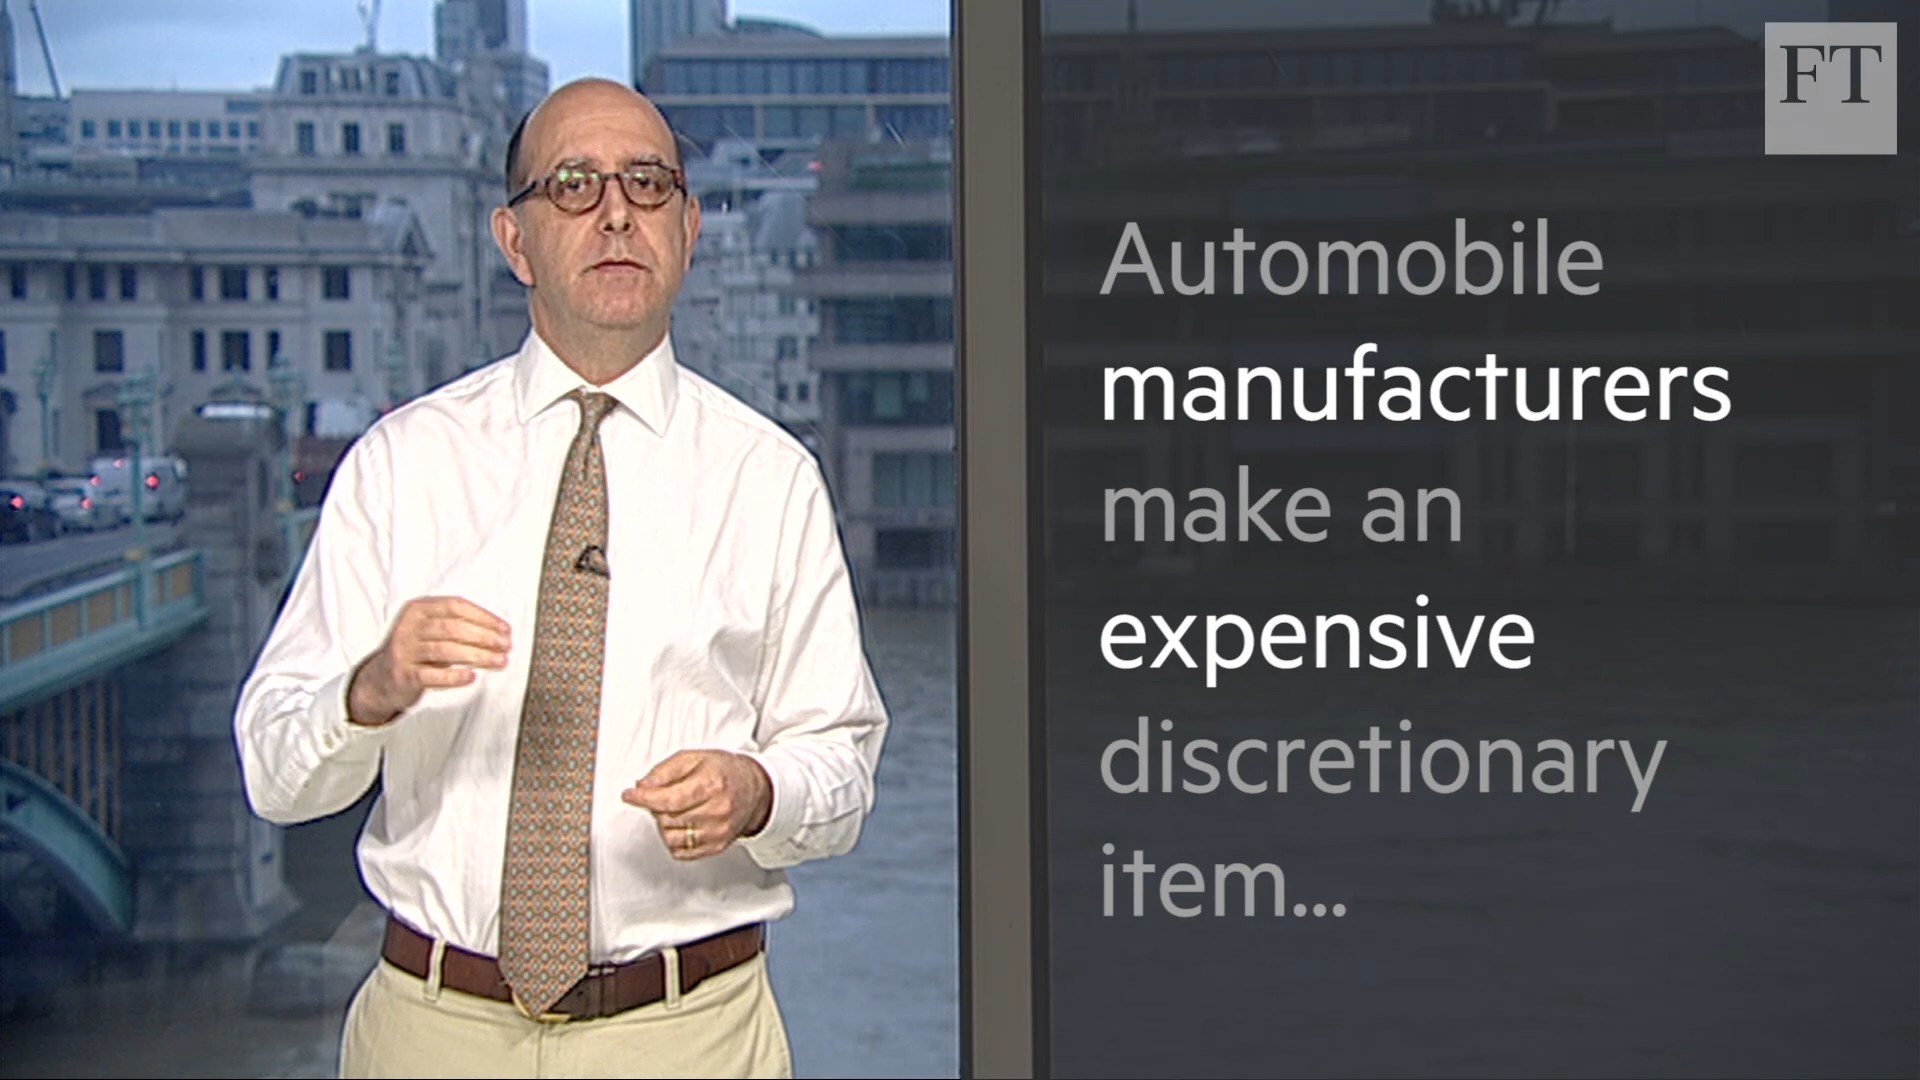 FT
Automobile
manufacturers
make an
expensive
discretionary
item...